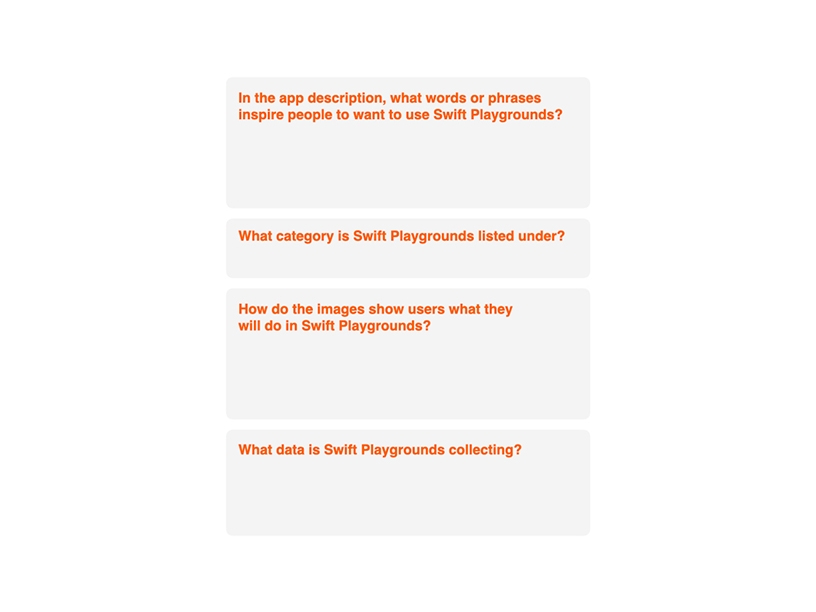 In the app description, what words or phrases
inspire people to want to use Swift Playgrounds?
What category is Swift Playgrounds listed under?
How do the images show users what they
will do in Swift Playgrounds?
What data is Swift Playgrounds collecting?